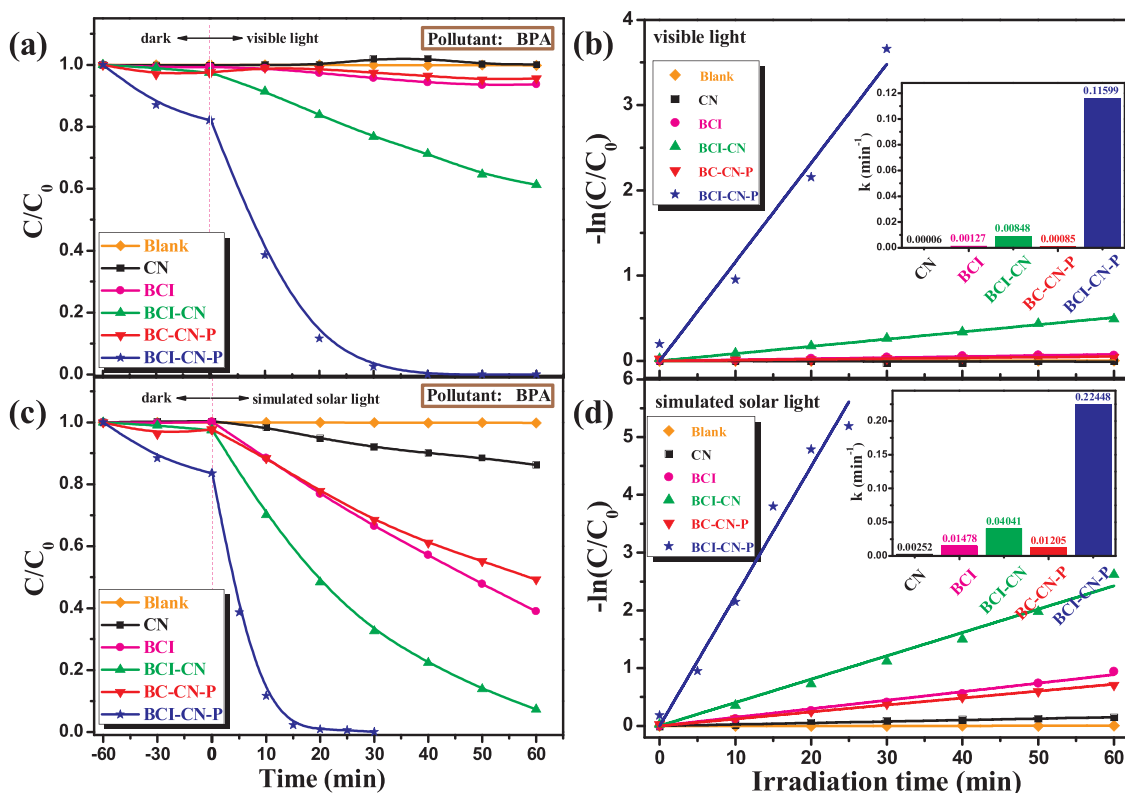 (a)
dark
visible light
Pollutant: BPA
1.0
0.8
0.6
0.4
0.2
0.0
C/C0
Blank
CN
BCI
BCI-CN
BC-CN-P
BCI-CN-P
(b)
visible light
4
3
2
1
0
-ln(C/C0)
Blank
CN
BCI
BCI-CN
BC-CN-P
BCI-CN-P
0.12
0.09
0.06
0.03
0.00
k (min-1)
0.00006
0.00127
0.00848
0.00085
0.11599
CN
BCI
BCI-CN
BC-CN-P
BCI-CN-P
(c)
dark
simulated solar light
Pollutant: BPA
1.0
0.8
0.6
0.4
0.2
0.0
C/C0
Blank
CN
BCI
BCI-CN
BC-CN-P
BCI-CN-P
-60
-30
0
10
20
30
40
50
60
Time (min)
(d)
simulated solar light
6
5
4
3
2
1
0
-ln(C/C0)
Blank
CN
BCI
BCI-CN
BC-CN-P
BCI-CN-P
0.20
0.15
0.10
0.05
0.00
k (min-1)
0.00252
0.01478
0.04041
0.01205
0.22448
CN
BCI
BCI-CN
BC-CN-P
BCI-CN-P
0
10
20
30
40
50
60
Irradiation time (min)